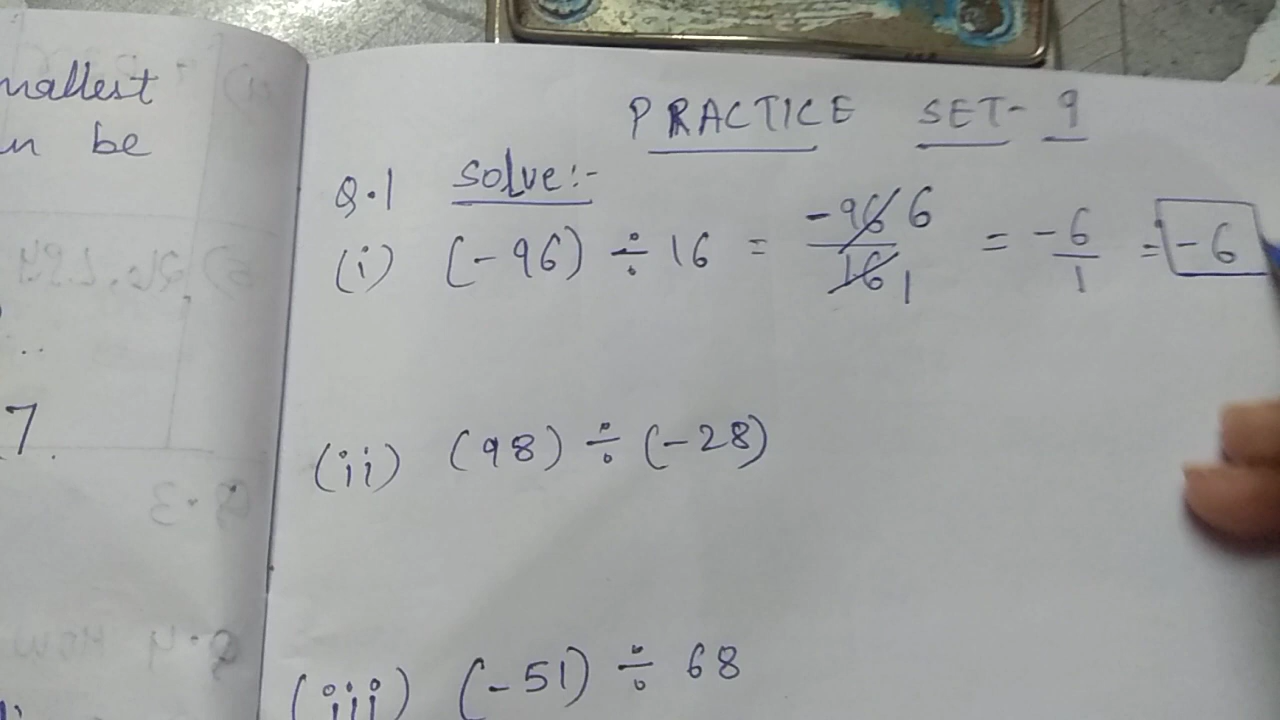 mallest
n be
7.
PRACTICE SET- 9
Q.1 Solve:-
(i) (-96) ÷ 16 = -96 6 / 16 1 = -6 / 1 = -6
(ii) (98) ÷ (-28)
(iii) (-51) ÷ 68